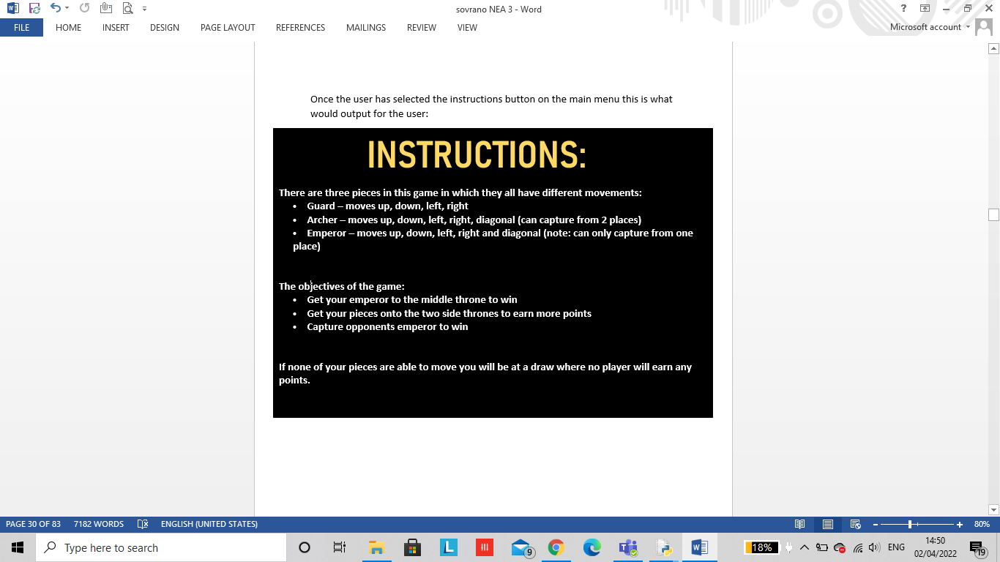 sovrano NEA 3 - Word
FILE HOME INSERT DESIGN PAGE LAYOUT REFERENCES MAILINGS REVIEW VIEW Microsoft account
Once the user has selected the instructions button on the main menu this is what
would output for the user:
INSTRUCTIONS:
There are three pieces in this game in which they all have different movements:
• Guard – moves up, down, left, right
• Archer – moves up, down, left, right, diagonal (can capture from 2 places)
• Emperor – moves up, down, left, right and diagonal (note: can only capture from one
place)
The objectives of the game:
• Get your emperor to the middle throne to win
• Get your pieces onto the two side thrones to earn more points
• Capture opponents emperor to win
If none of your pieces are able to move you will be at a draw where no player will earn any
points.
PAGE 30 OF 83 7182 WORDS ENGLISH (UNITED STATES) 80%
Type here to search 9 18% ENG 14:50
02/04/2022 19